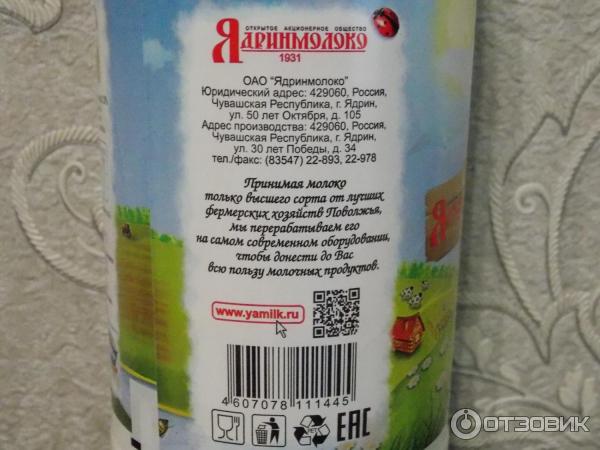 ОТКРЫТОЕ АКЦИОНЕРНОЕ ОБЩЕСТВО
ЯДРИНМОЛОКО
1931
ОАО "Ядринмолоко"
Юридический адрес: 429060, Россия,
Чувашская Республика, г. Ядрин,
ул. 50 лет Октября, д. 105
Адрес производства: 429060, Россия,
Чувашская Республика, г. Ядрин,
ул. 30 лет Победы, д. 34
тел./факс: (83547) 22-893, 22-978
Принимая молоко
только высшего сорта от лучших
фермерских хозяйств Поволжья,
мы перерабатываем его
на самом современном оборудовании,
чтобы донести до Вас
всю пользу молочных продуктов.
www.yamilk.ru
4 607078 111445
EAC
ОТЗОВИК